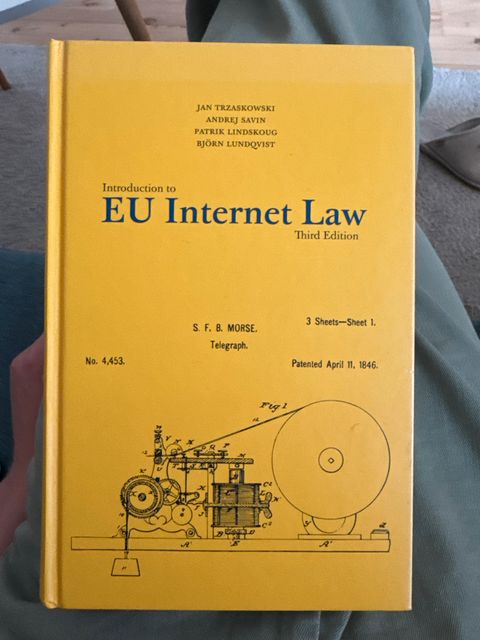 JAN TRZASKOWSKI
ANDREJ SAVIN
PATRIK LINDSKOUG
BJÖRN LUNDQVIST
Introduction to
EU Internet Law
Third Edition
3 Sheets—Sheet 1.
S. F. B. MORSE.
Telegraph.
No. 4,453.
Patented April 11, 1846.
Fig 1